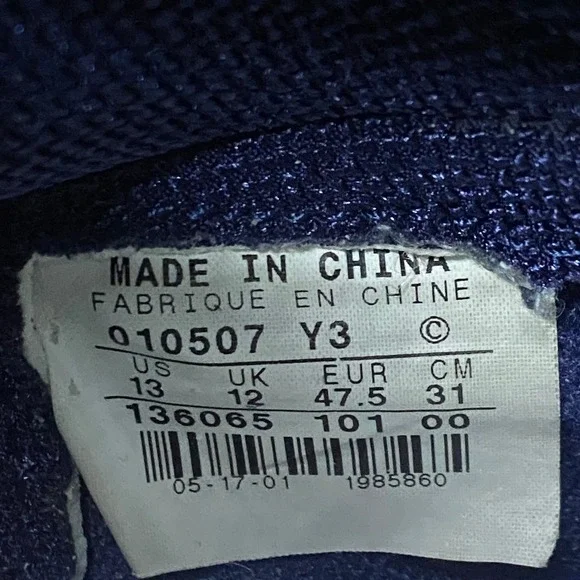 MADE IN CHINA
FABRIQUE EN CHINE
010507 Y3 ©
US UK EUR CM
13 12 47.5 31
136065 101 00
05-17-01 1985860